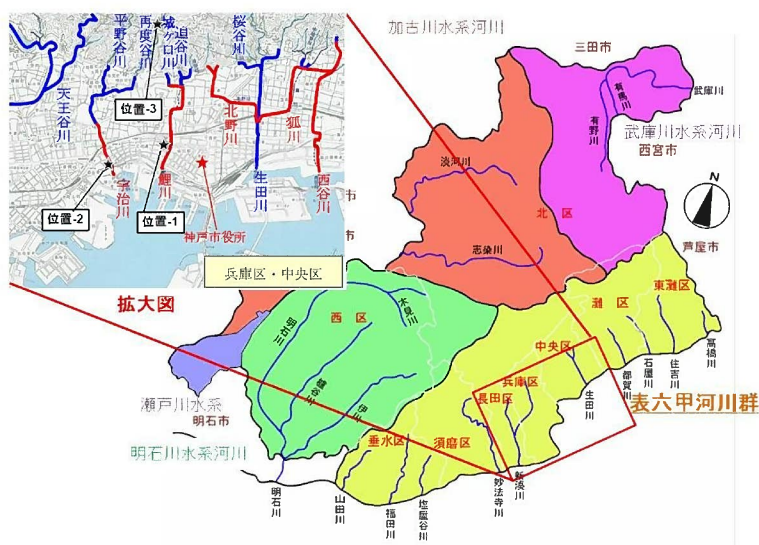 平野谷川
再度谷川
城ヶ口川
追谷川
桜谷川
天王谷川
位置-3
北野川
狐川
位置-2
宇治川
位置-1
鯉川
神戸市役所
生田川
西谷川
兵庫区・中央区
拡大図
加古川水系河川
三田市
武庫川
有馬川
有野川
武庫川水系河川
西宮市
淡河川
北区
志染川
N
芦屋市
市
市
木見川
西区
明石川
櫨谷川
伊川
東灘区
灘区
中央区
兵庫区
長田区
須磨区
垂水区
高橋川
住吉川
石屋川
都賀川
生田川
表六甲河川群
瀬戸川水系
明石市
明石川水系河川
明石川
山田川
福田川
塩屋谷川
妙法寺川
新湊川